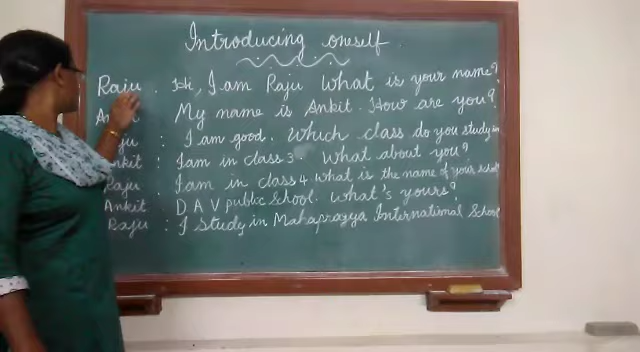 Introducing oneself.
Raju . Hi, I am Raju What is your name?
Ankit My name is Ankit. How are you?
Raju : I am good. Which class do you study in
Ankit : I am in class 3. What about you?
Raju : I am in class 4 What is the name of your school
Ankit D A V public School. What's yours?
Raju : I study in Mahapragya International School